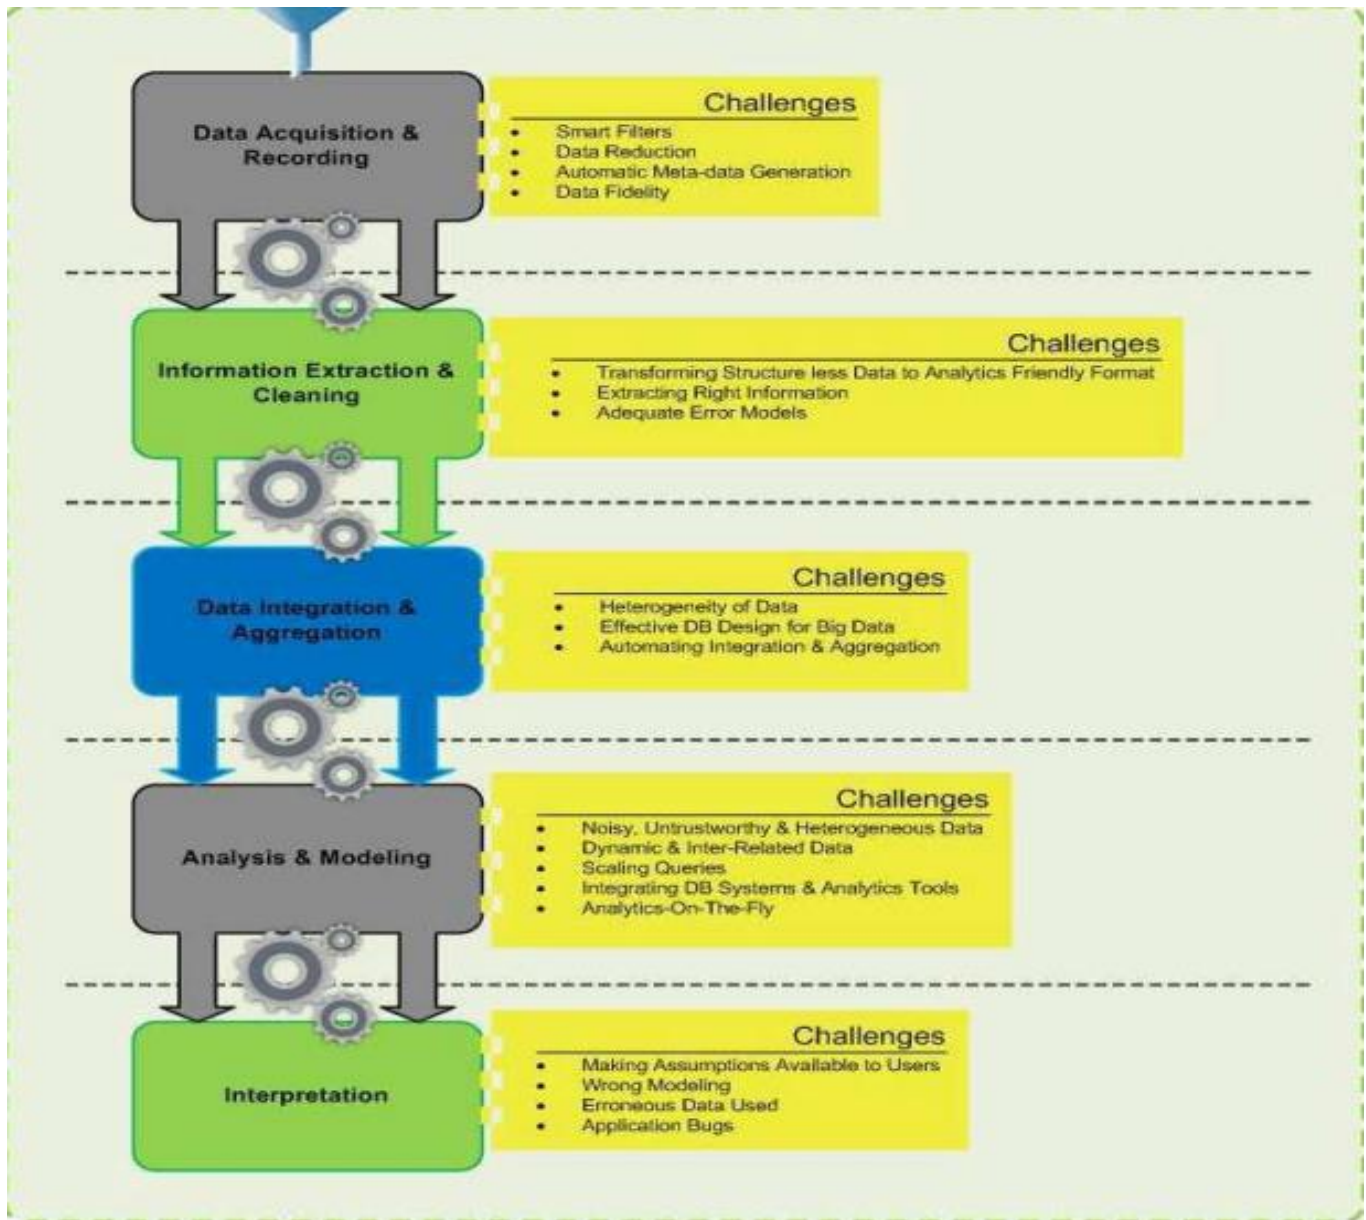 Data Acquisition &
Recording
Challenges
• Smart Filters
• Data Reduction
• Automatic Meta-data Generation
• Data Fidelity
Information Extraction &
Cleaning
Challenges
• Transforming Structure less Data to Analytics Friendly Format
• Extracting Right Information
• Adequate Error Models
Data Integration &
Aggregation
Challenges
• Heterogeneity of Data
• Effective DB Design for Big Data
• Automating Integration & Aggregation
Analysis & Modeling
Challenges
• Noisy, Untrustworthy & Heterogeneous Data
• Dynamic & Inter-Related Data
• Scaling Queries
• Integrating DB Systems & Analytics Tools
• Analytics-On-The-Fly
Interpretation
Challenges
• Making Assumptions Available to Users
• Wrong Modeling
• Erroneous Data Used
• Application Bugs